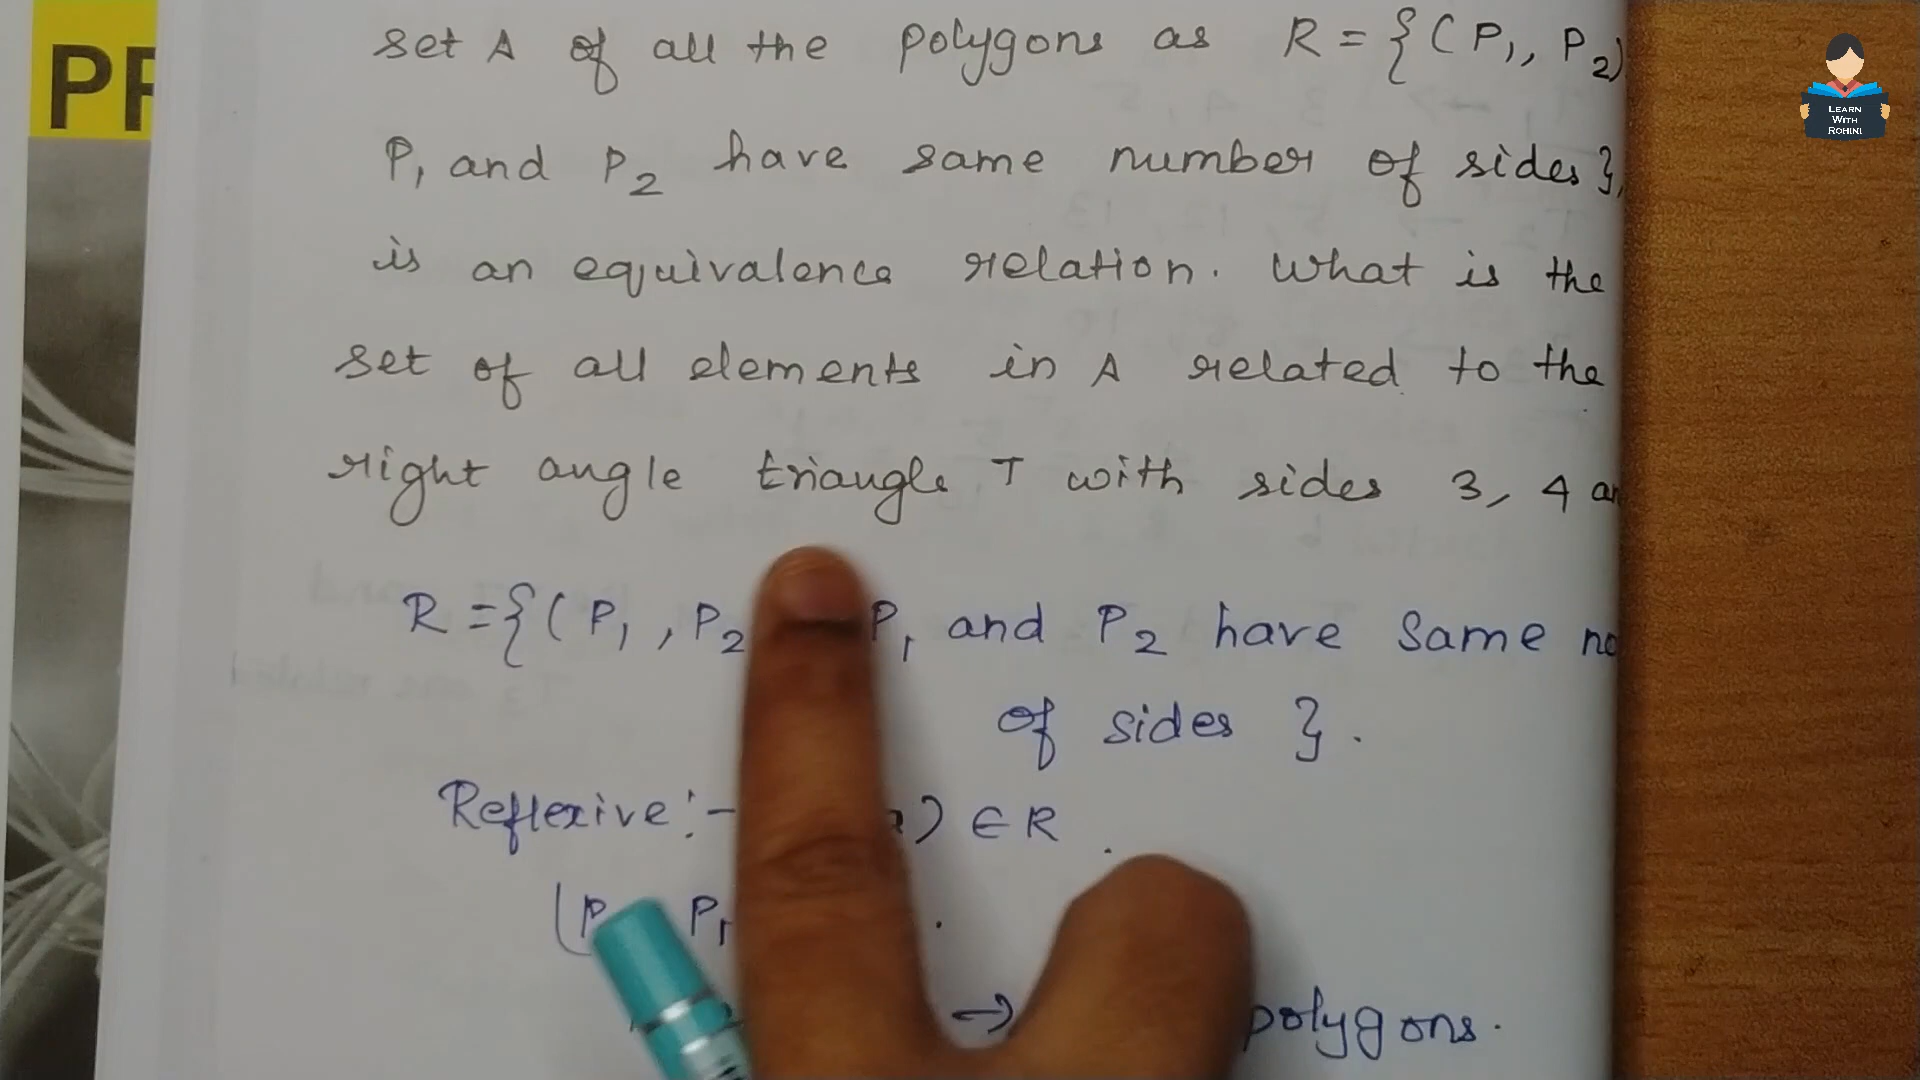 PR
LEARN
WITH
ROHINI
set A of all the polygons as R = { ( P₁, P₂)
P₁ and P₂ have same number of sides},
is an equivalence relation. What is the
set of all elements in A related to the
right angle triangle T with sides 3, 4
R = { ( P₁ , P₂ P₁ and P₂ have same no
of sides } .
Reflexive :- ) ∈ R
( P₁
→ polygons.